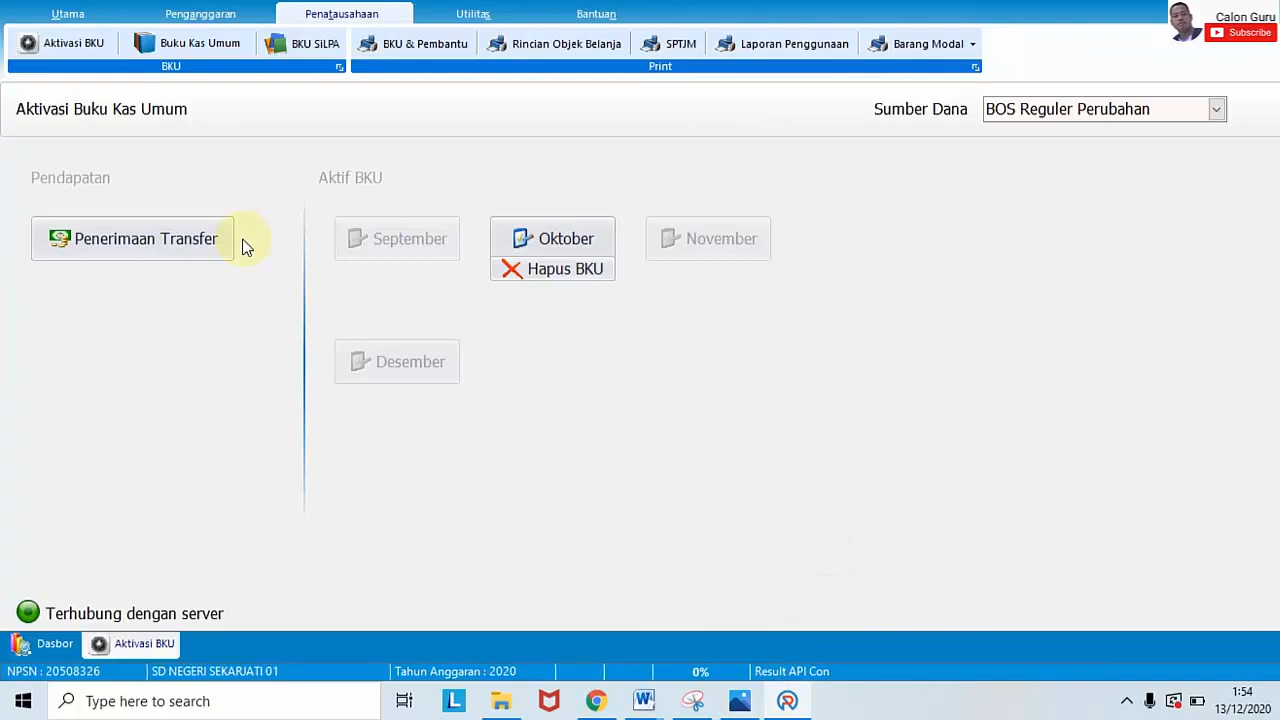 Utama Penganggaran Penatausahaan Utilitas Bantuan
Calon Guru
Subscribe
Aktivasi BKU Buku Kas Umum BKU SiLPA BKU & Pembantu Rincian Objek Belanja SPTJM Laporan Penggunaan Barang Modal
BKU Print
Aktivasi Buku Kas Umum Sumber Dana BOS Reguler Perubahan
Pendapatan Aktif BKU
Penerimaan Transfer September Oktober November
Hapus BKU
Desember
Terhubung dengan server
Dasbor Aktivasi BKU
NPSN : 20508326 SD NEGERI SEKARJATI 01 Tahun Anggaran : 2020 0% Result API Con
Type here to search L W 1:54
13/12/2020